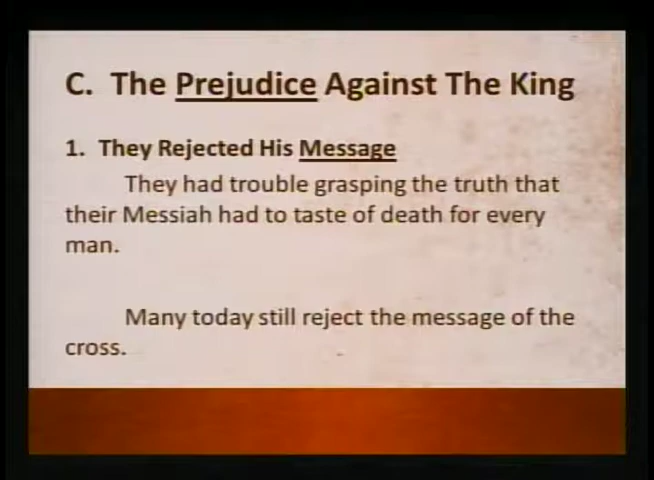 C. The Prejudice Against The King
1. They Rejected His Message
They had trouble grasping the truth that
their Messiah had to taste of death for every
man.
Many today still reject the message of the
cross.